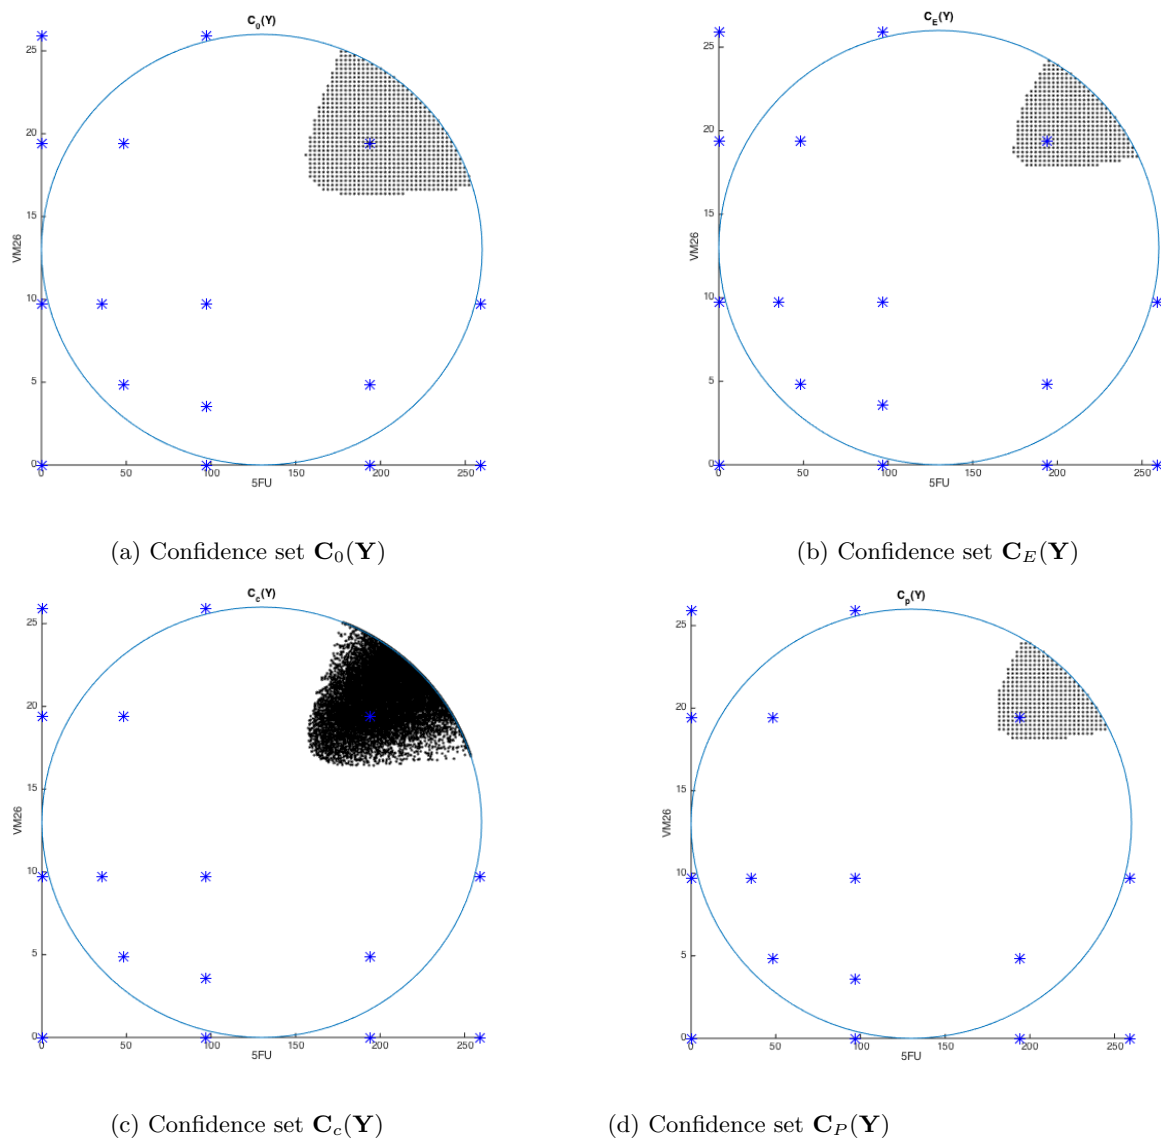 C0(Y)
25
20
15
10
5
0
VM26
0 50 100 150 200 250
5FU
(a) Confidence set C0(Y)
CE(Y)
25
20
15
10
5
0
VM26
0 50 100 150 200 250
5FU
(b) Confidence set CE(Y)
Cc(Y)
25
20
15
10
5
0
VM26
0 50 100 150 200 250
5FU
(c) Confidence set Cc(Y)
Cp(Y)
25
20
15
10
5
0
VM26
0 50 100 150 200 250
5FU
(d) Confidence set CP(Y)